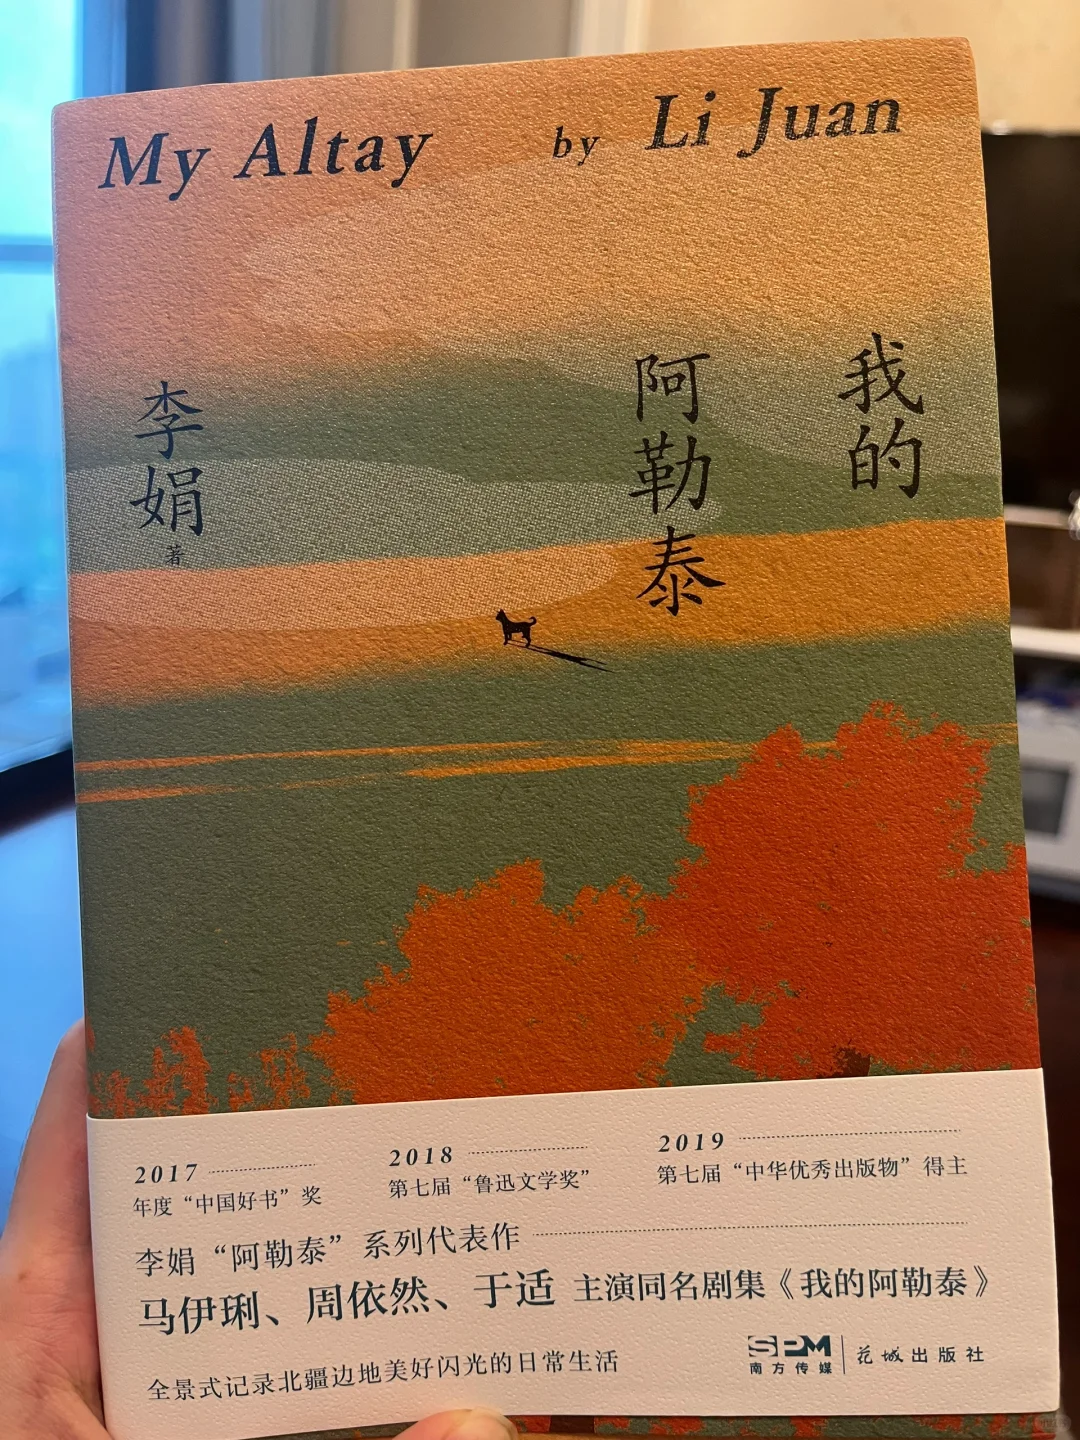 My Altay by Li Juan
我的
阿勒泰
李娟
著
2017
年度“中国好书”奖
2018
第七届“鲁迅文学奖”
2019
第七届“中华优秀出版物”得主
李娟“阿勒泰”系列代表作
马伊琍、周依然、于适 主演同名剧集《我的阿勒泰》
全景式记录北疆边地美好闪光的日常生活
SPM
南方传媒
花城出版社